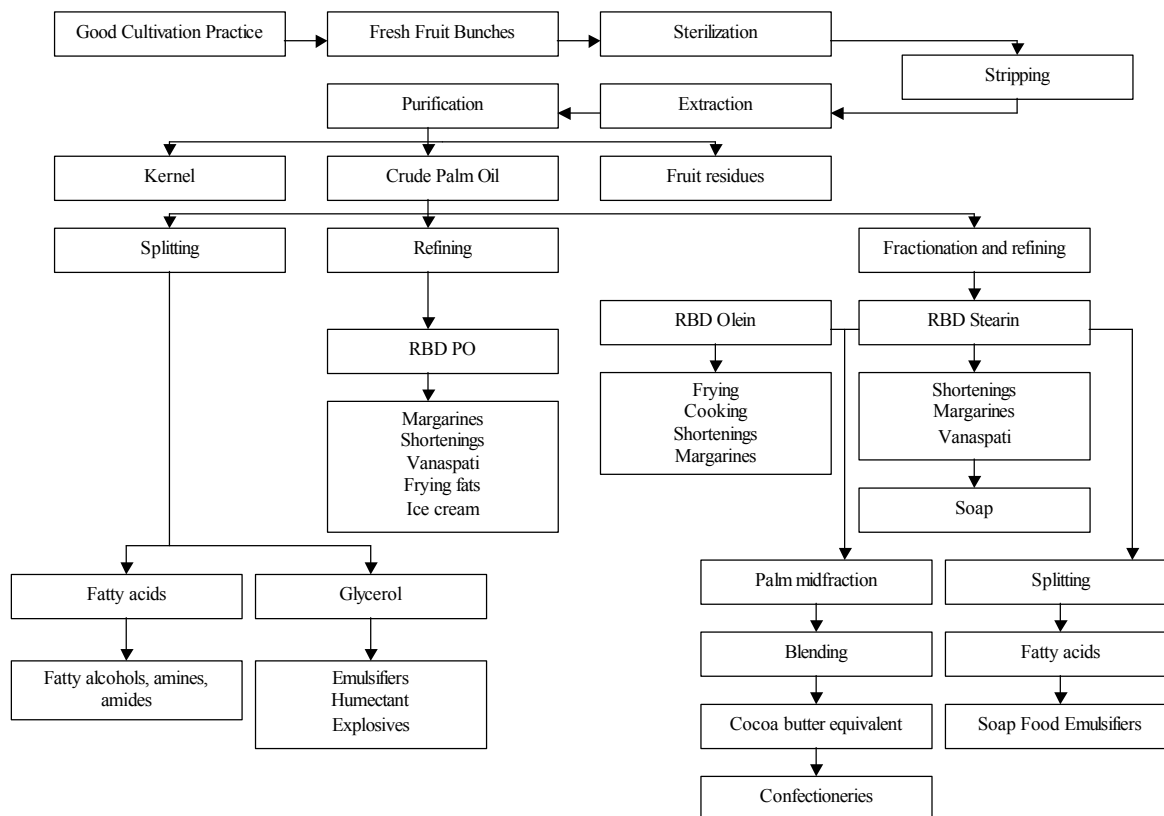 Good Cultivation Practice
Fresh Fruit Bunches
Sterilization
Stripping
Purification
Extraction
Kernel
Crude Palm Oil
Fruit residues
Splitting
Refining
Fractionation and refining
RBD Olein
RBD Stearin
RBD PO
Frying
Cooking
Shortenings
Margarines
Shortenings
Margarines
Vanaspati
Margarines
Shortenings
Vanaspati
Frying fats
Ice cream
Soap
Fatty acids
Glycerol
Palm midfraction
Splitting
Fatty alcohols, amines,
amides
Emulsifiers
Humectant
Explosives
Blending
Fatty acids
Cocoa butter equivalent
Soap Food Emulsifiers
Confectioneries